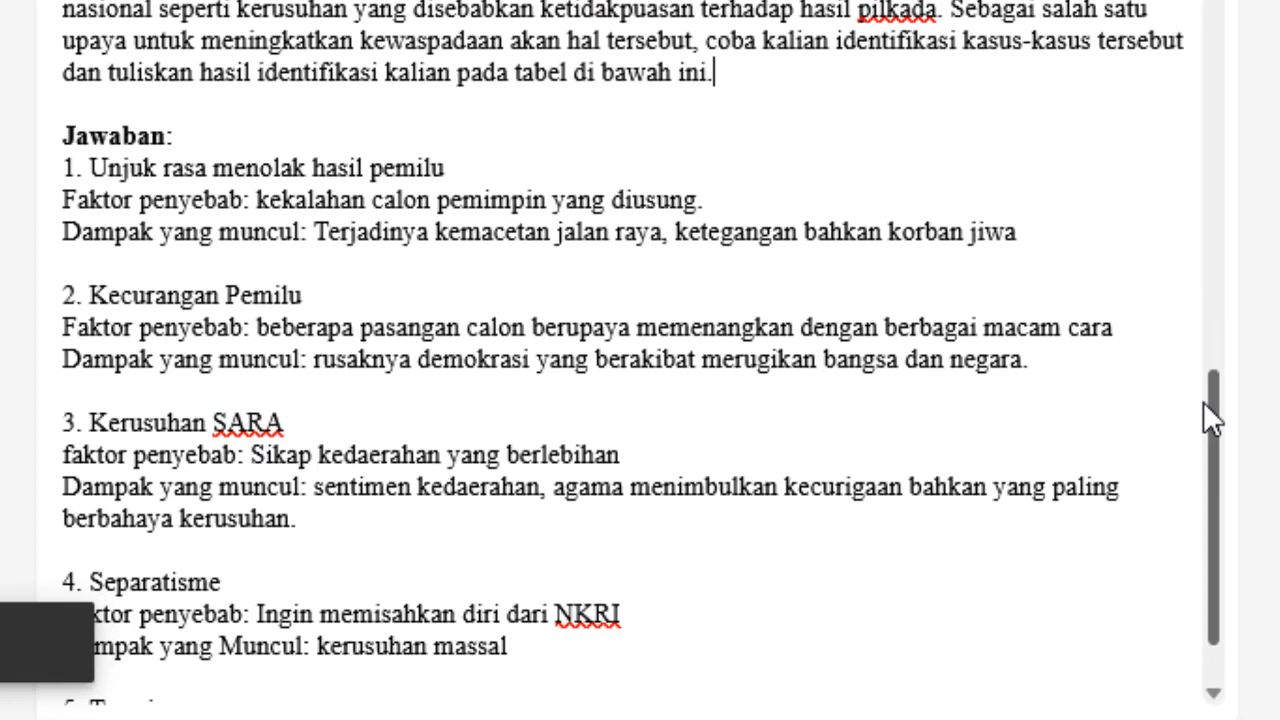 nasional seperti kerusuhan yang disebabkan ketidakpuasan terhadap hasil pilkada. Sebagai salah satu
upaya untuk meningkatkan kewaspadaan akan hal tersebut, coba kalian identifikasi kasus-kasus tersebut
dan tuliskan hasil identifikasi kalian pada tabel di bawah ini.
Jawaban:
1. Unjuk rasa menolak hasil pemilu
Faktor penyebab: kekalahan calon pemimpin yang diusung.
Dampak yang muncul: Terjadinya kemacetan jalan raya, ketegangan bahkan korban jiwa
2. Kecurangan Pemilu
Faktor penyebab: beberapa pasangan calon berupaya memenangkan dengan berbagai macam cara
Dampak yang muncul: rusaknya demokrasi yang berakibat merugikan bangsa dan negara.
3. Kerusuhan SARA
faktor penyebab: Sikap kedaerahan yang berlebihan
Dampak yang muncul: sentimen kedaerahan, agama menimbulkan kecurigaan bahkan yang paling
berbahaya kerusuhan.
4. Separatisme
ktor penyebab: Ingin memisahkan diri dari NKRI
mpak yang Muncul: kerusuhan massal